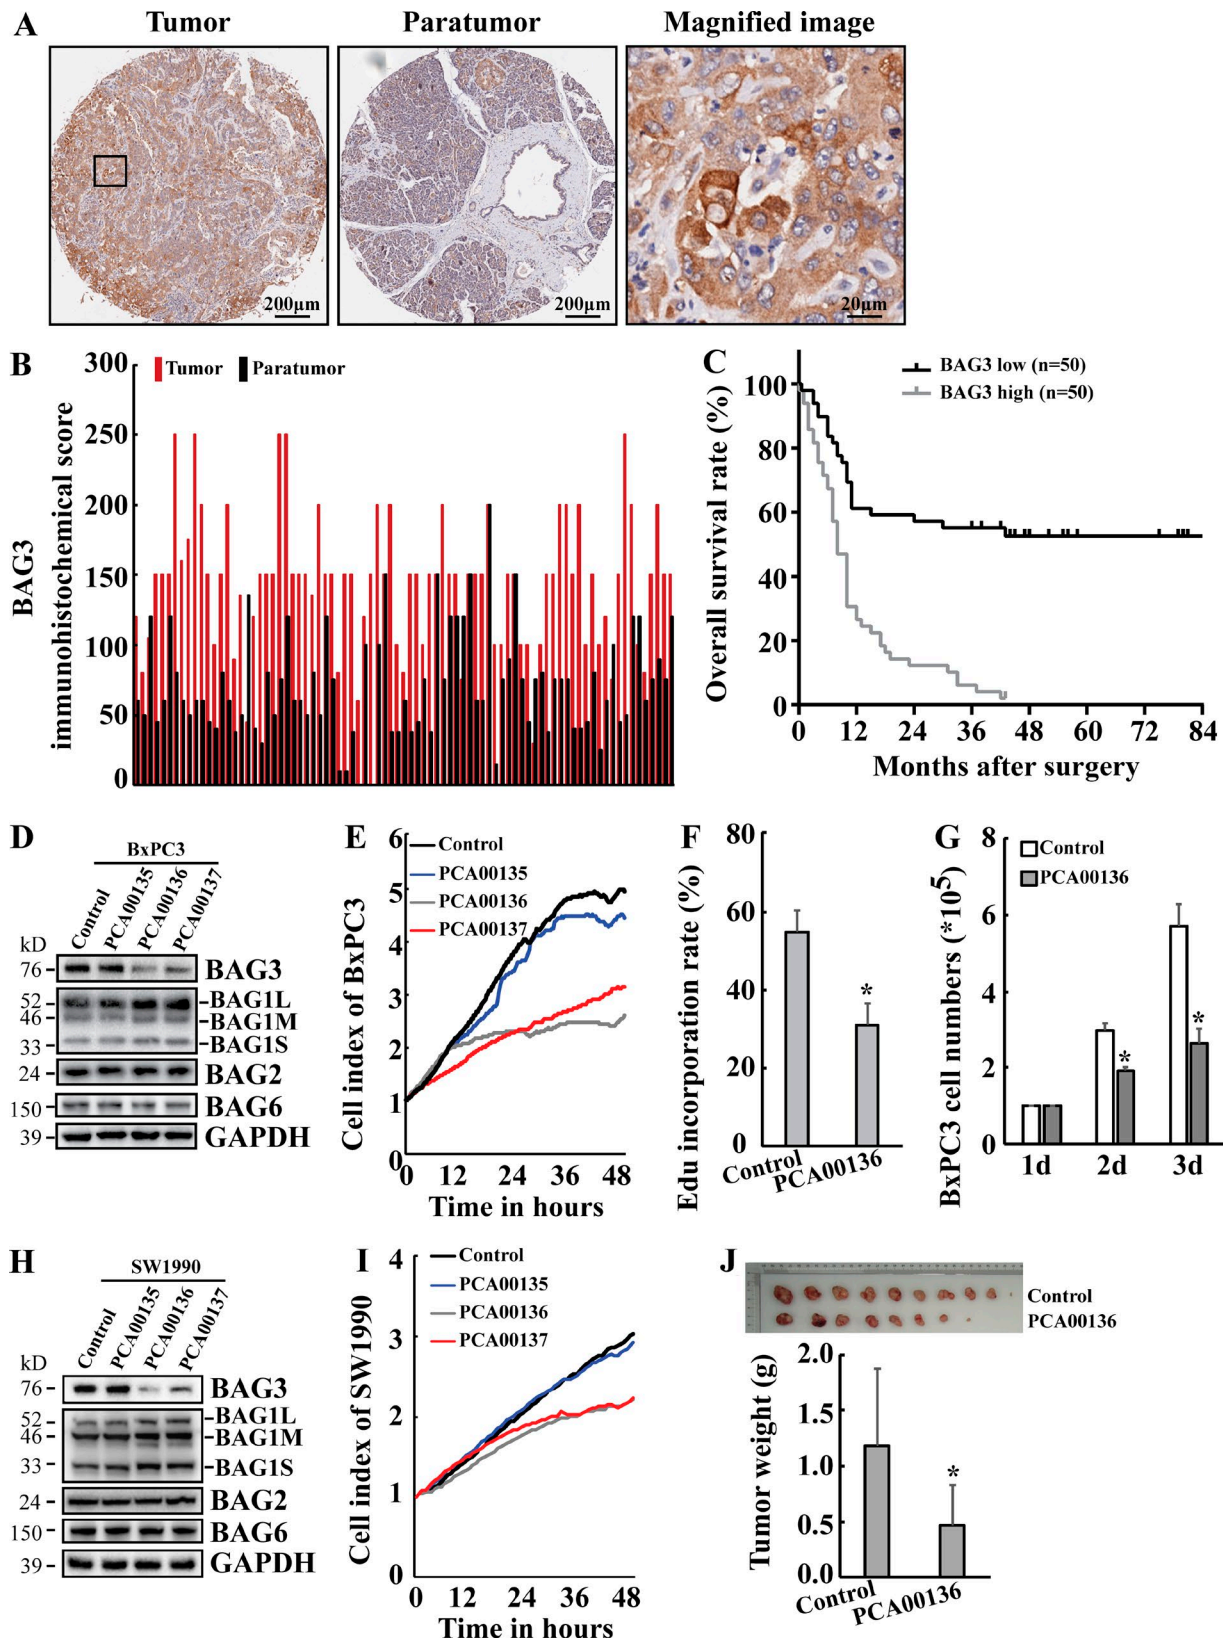 A
Tumor
Paratumor
Magnified image
200μm
200μm
20μm
B
BAG3
immunohistochemical score
300
250
200
150
100
50
0
Tumor
Paratumor
C
Overall survival rate (%)
100
80
60
40
20
0
BAG3 low (n=50)
BAG3 high (n=50)
0 12 24 36 48 60 72 84
Months after surgery
D
BxPC3
Control
PCA00135
PCA00136
PCA00137
kD
76
BAG3
52
BAG1L
46
BAG1M
33
BAG1S
24
BAG2
150
BAG6
39
GAPDH
E
Cell index of BxPC3
6
5
4
3
2
1
Control
PCA00135
PCA00136
PCA00137
0 12 24 36 48
Time in hours
F
Edu incorporation rate (%)
80
60
40
20
0
*
Control
PCA00136
G
BxPC3 cell numbers (*10⁵)
8
6
4
2
0
Control
PCA00136
*
*
1d 2d 3d
H
SW1990
Control
PCA00135
PCA00136
PCA00137
kD
76
BAG3
52
BAG1L
46
BAG1M
33
BAG1S
24
BAG2
150
BAG6
39
GAPDH
I
Cell index of SW1990
4
3
2
1
0
Control
PCA00135
PCA00136
PCA00137
0 12 24 36 48
Time in hours
J
Control
PCA00136
Tumor weight (g)
2.0
1.5
1.0
0.5
0.0
*
Control
PCA00136